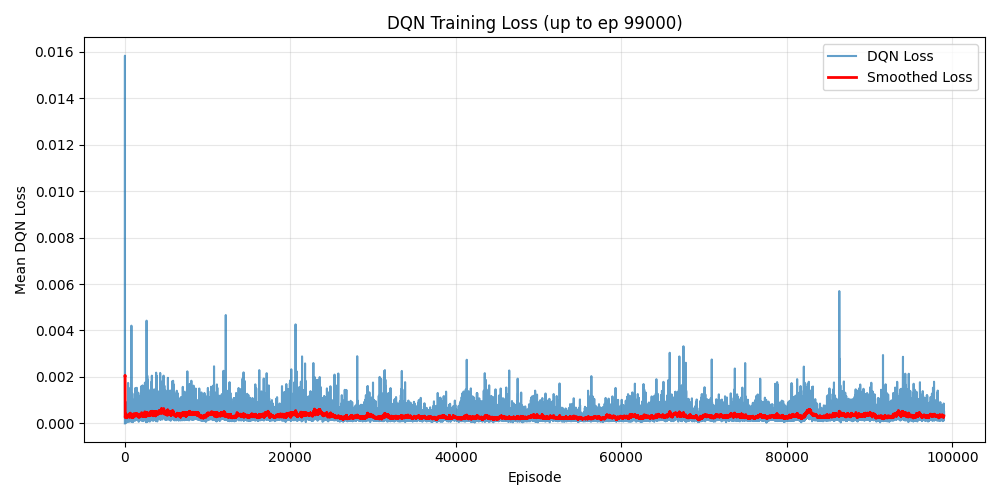 DQN Training Loss (up to ep 99000)
DQN Loss
Smoothed Loss
Mean DQN Loss
0.016
0.014
0.012
0.010
0.008
0.006
0.004
0.002
0.000
0 20000 40000 60000 80000 100000
Episode